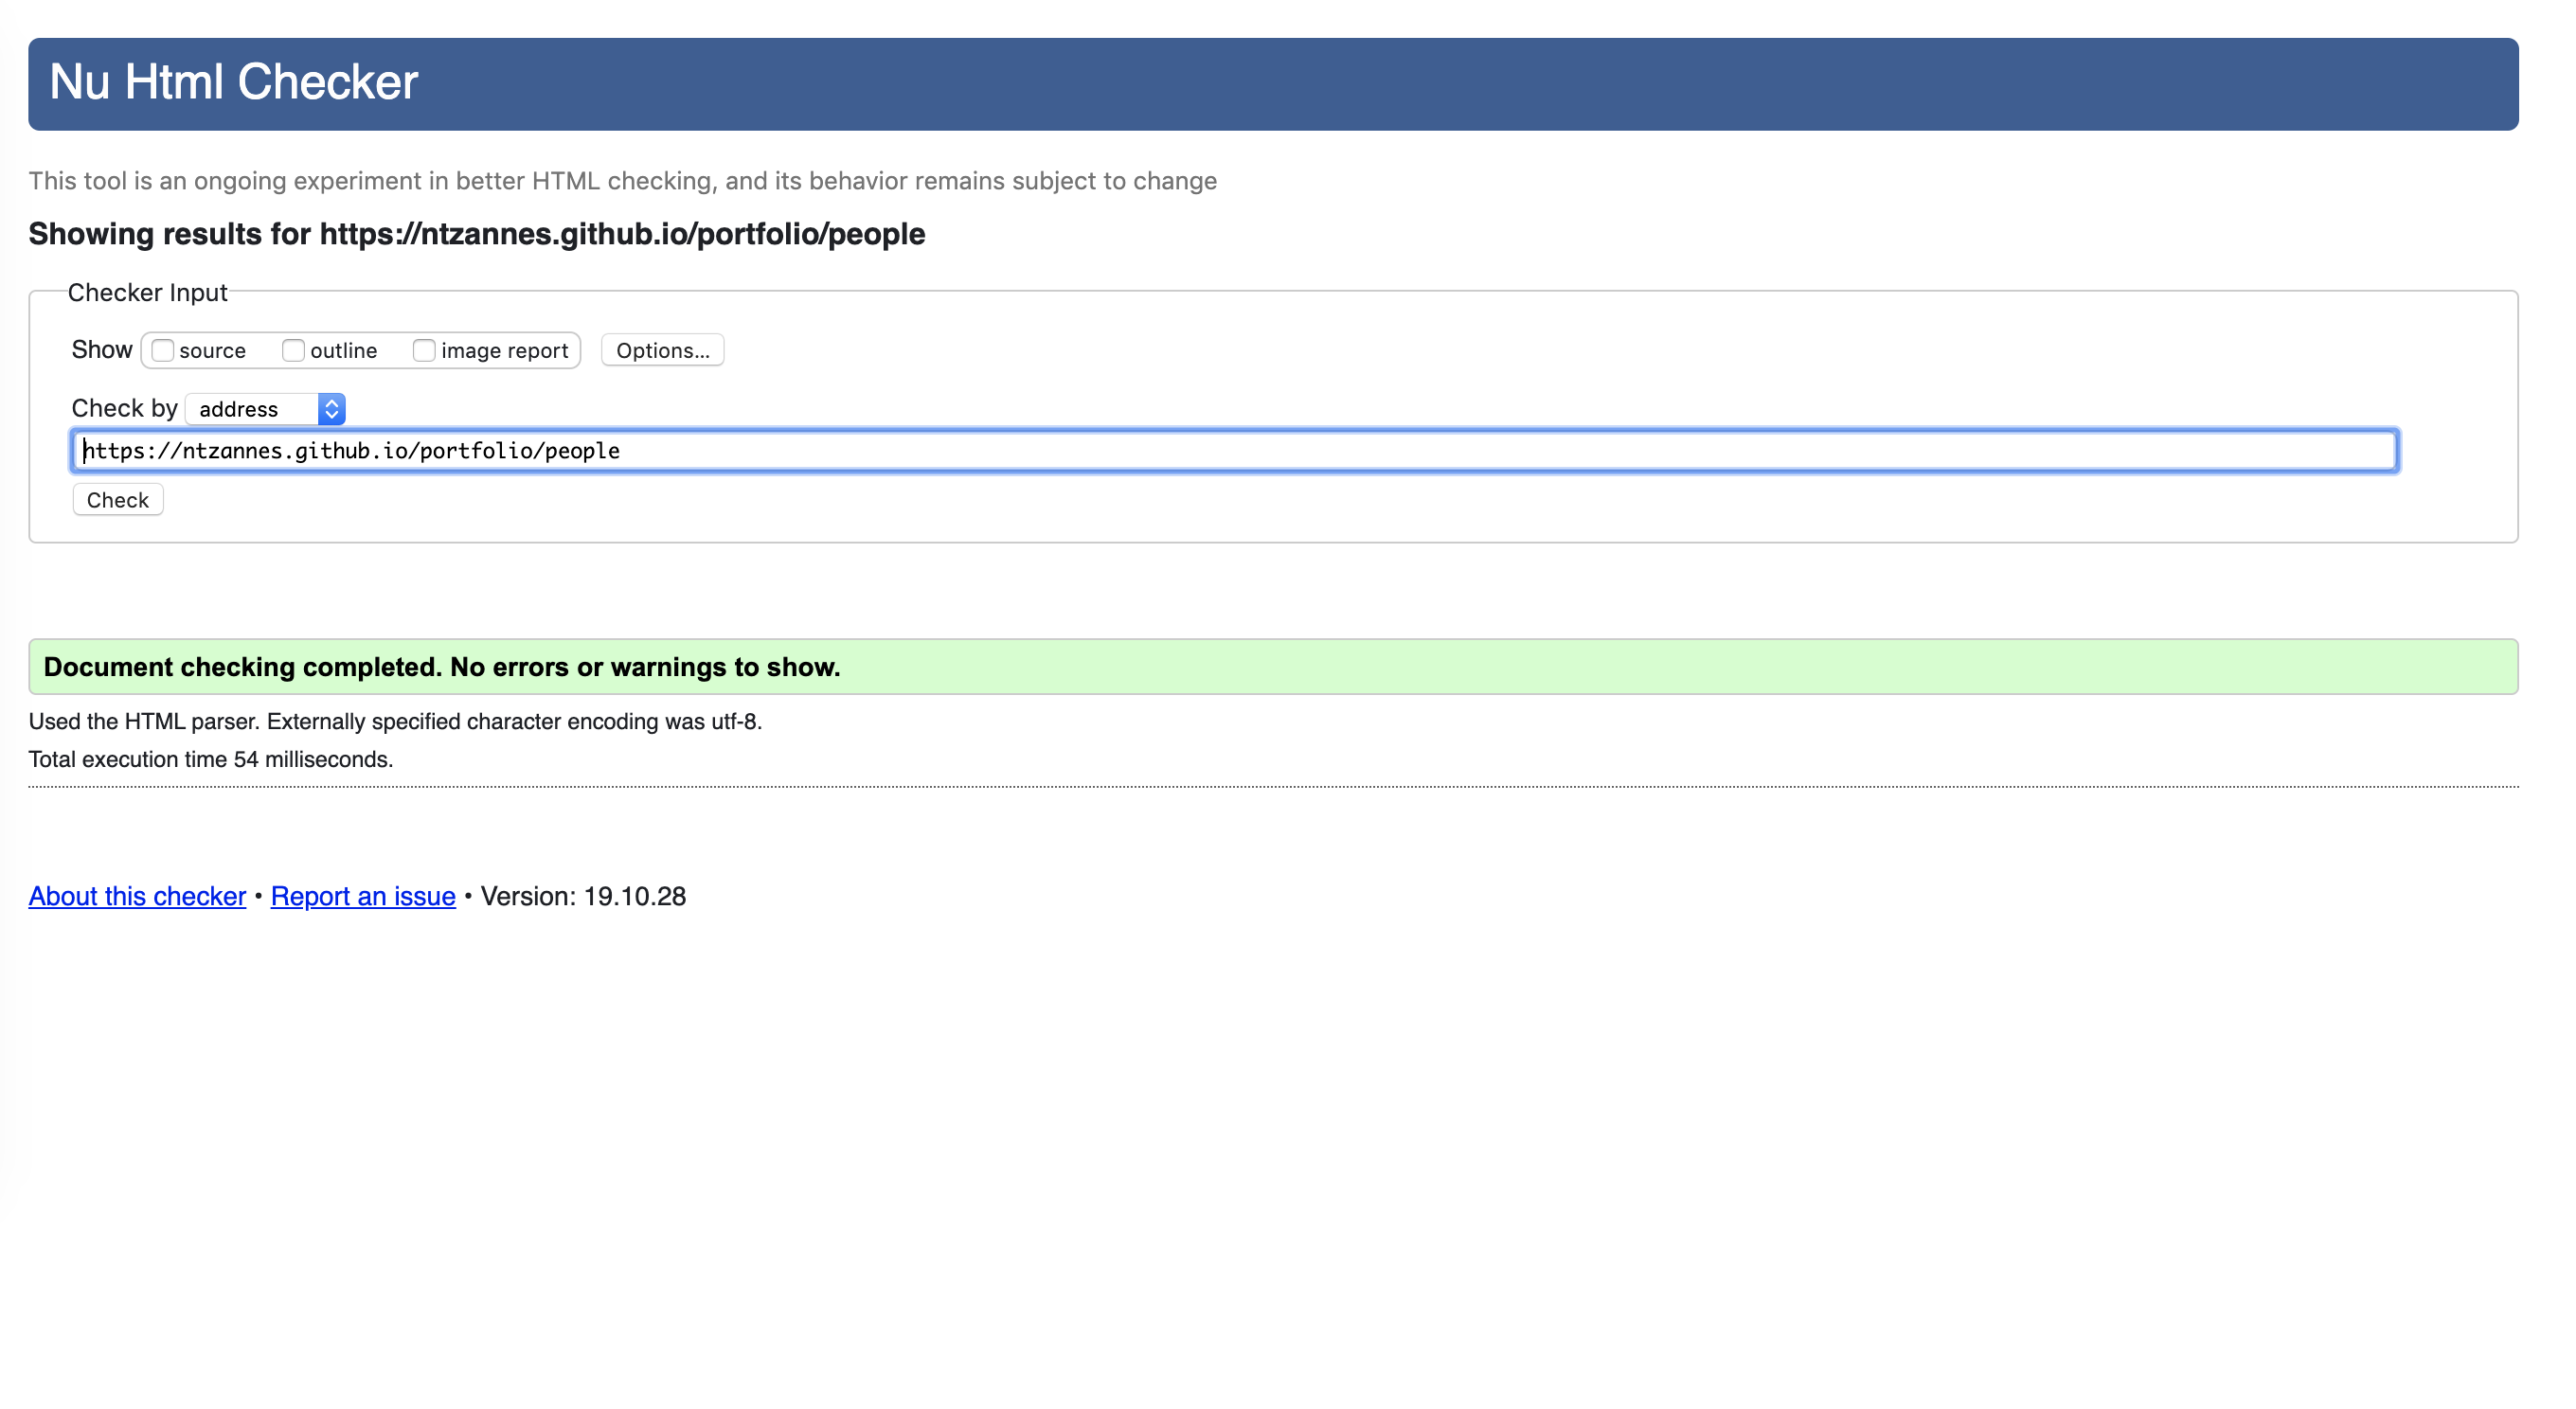 Nu Html Checker
This tool is an ongoing experiment in better HTML checking, and its behavior remains subject to change
Showing results for https://ntzannes.github.io/portfolio/people
Checker Input
Show source outline image report Options...
Check by address
https://ntzannes.github.io/portfolio/people
Check
Document checking completed. No errors or warnings to show.
Used the HTML parser. Externally specified character encoding was utf-8.
Total execution time 54 milliseconds.
About this checker • Report an issue • Version: 19.10.28